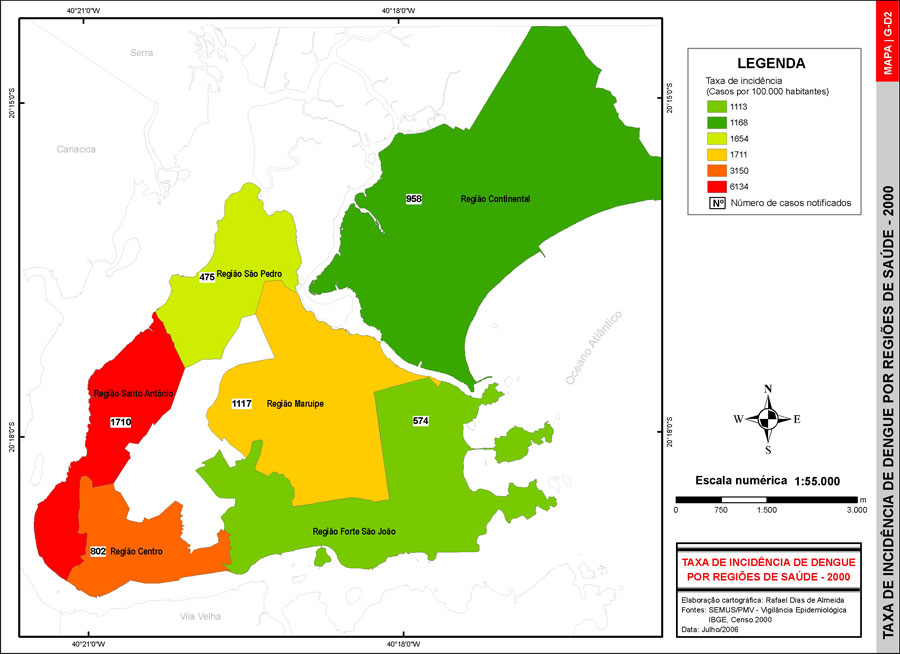 40°21'0"W
40°18'0"W
20°15'0"S
20°15'0"S
20°18'0"S
20°18'0"S
40°21'0"W
40°18'0"W
Serra
Cariacica
958
Região Continental
475
Região São Pedro
Oceano Atlântico
Região Santo Antônio
1710
1117
Região Maruipe
574
Região Forte São João
802
Região Centro
Vila Velha
LEGENDA
Taxa de incidência
(Casos por 100.000 habitantes)
1113
1168
1654
1711
3150
6134
Nº Número de casos notificados
N
W E
S
Escala numérica 1:55.000
m
0 750 1.500 3.000
TAXA DE INCIDÊNCIA DE DENGUE
POR REGIÕES DE SAÚDE - 2000
Elaboração cartográfica: Rafael Dias de Almeida
Fontes: SEMUS/PMV - Vigilância Epidemiológica
IBGE, Censo 2000
Data: Julho/2006
MAPA | G-D2
TAXA DE INCIDÊNCIA DE DENGUE POR REGIÕES DE SAÚDE - 2000